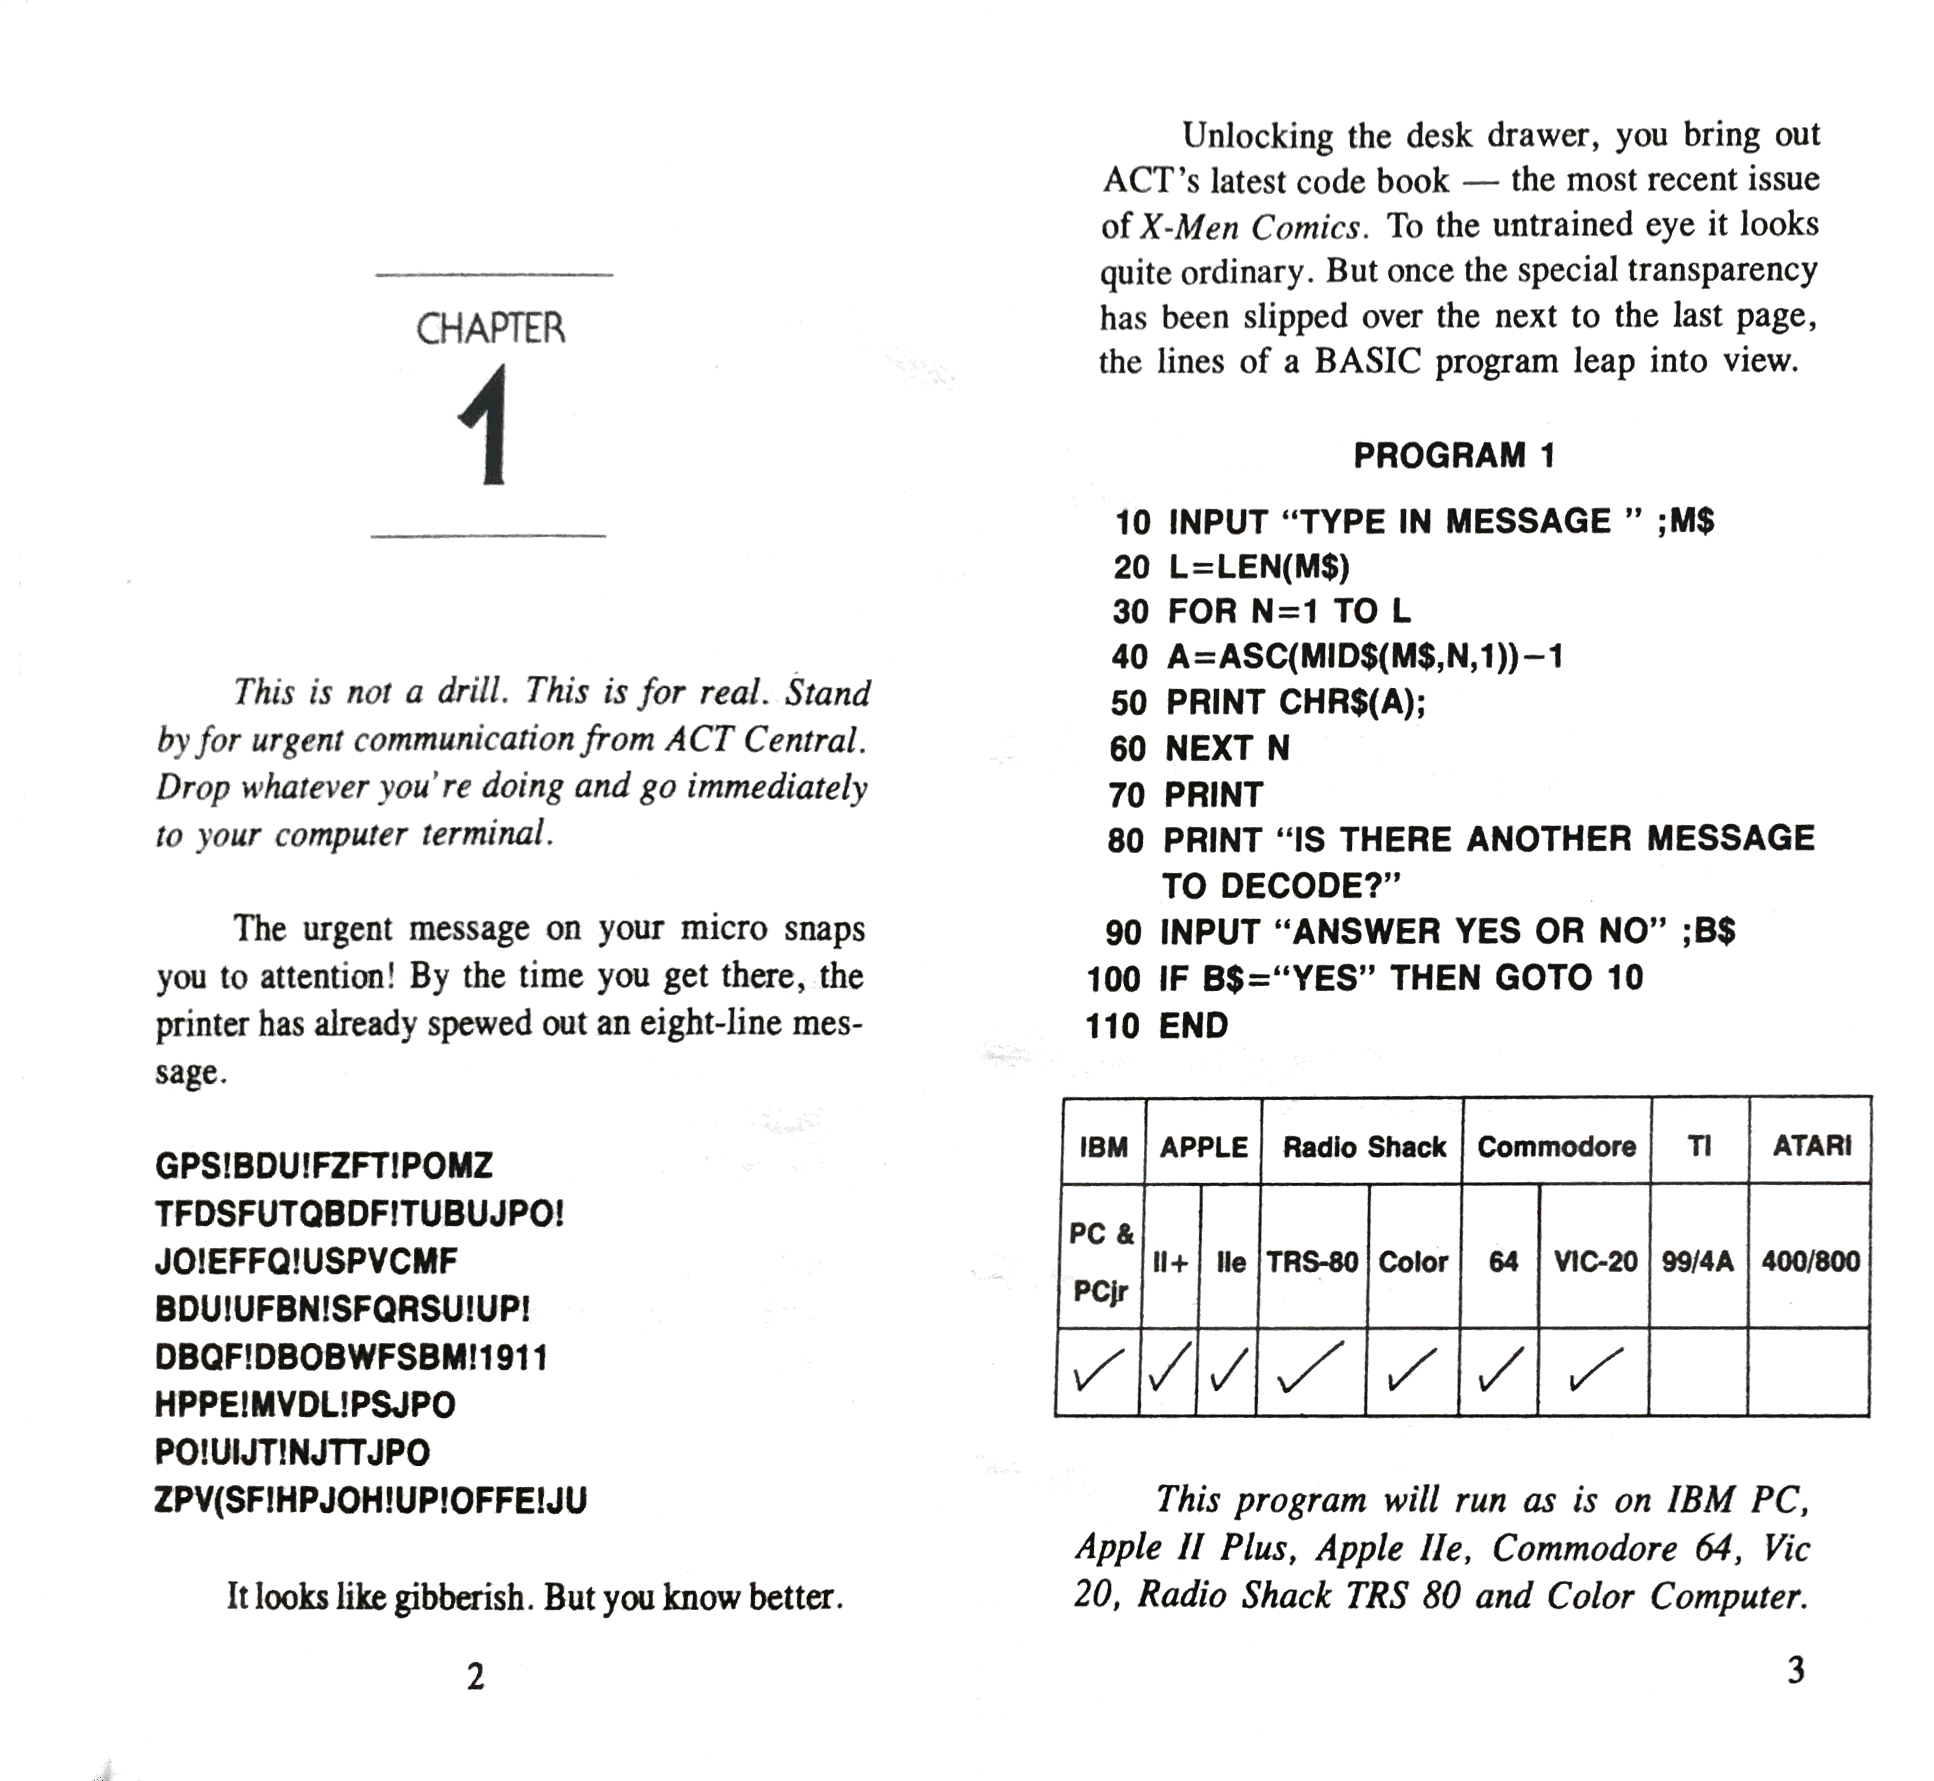 CHAPTER
1
This is not a drill. This is for real. Stand
by for urgent communication from ACT Central.
Drop whatever you're doing and go immediately
to your computer terminal.
The urgent message on your micro snaps
you to attention! By the time you get there, the
printer has already spewed out an eight-line mes-
sage.
GPS!BDU!FZFT!POMZ
TFDSFUTQBDF!TUBUJPO!
JO!EFFQ!USPVCMF
BDU!UFBN!SFQRSU!UP!
DBQF!DBOBWFSBM!1911
HPPE!MVDL!PSJPO
PO!UIJT!NJTTJPO
ZPV(SF!HPJOH!UP!OFFE!JU
It looks like gibberish. But you know better.
2
Unlocking the desk drawer, you bring out
ACT's latest code book — the most recent issue
of X-Men Comics. To the untrained eye it looks
quite ordinary. But once the special transparency
has been slipped over the next to the last page,
the lines of a BASIC program leap into view.
PROGRAM 1
10 INPUT “TYPE IN MESSAGE ” ;M$
20 L=LEN(M$)
30 FOR N=1 TO L
40 A=ASC(MID$(M$,N,1))−1
50 PRINT CHR$(A);
60 NEXT N
70 PRINT
80 PRINT “IS THERE ANOTHER MESSAGE
TO DECODE?”
90 INPUT “ANSWER YES OR NO” ;B$
100 IF B$=“YES” THEN GOTO 10
110 END
IBM APPLE Radio Shack Commodore TI ATARI
PC & PCjr II+ IIe TRS-80 Color 64 VIC-20 99/4A 400/800
✓ ✓ ✓ ✓ ✓ ✓ ✓
This program will run as is on IBM PC,
Apple II Plus, Apple IIe, Commodore 64, Vic
20, Radio Shack TRS 80 and Color Computer.
3